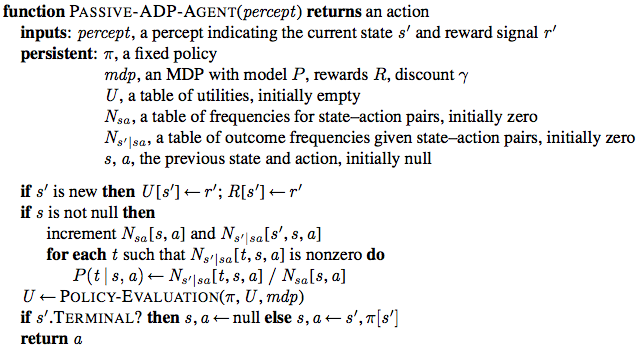 function PASSIVE-ADP-AGENT(percept) returns an action
inputs: percept, a percept indicating the current state s′ and reward signal r′
persistent: π, a fixed policy
mdp, an MDP with model P, rewards R, discount γ
U, a table of utilities, initially empty
Nsa, a table of frequencies for state–action pairs, initially zero
Ns′|sa, a table of outcome frequencies given state–action pairs, initially zero
s, a, the previous state and action, initially null
if s′ is new then U[s′] ← r′; R[s′] ← r′
if s is not null then
increment Nsa[s, a] and Ns′|sa[s′, s, a]
for each t such that Ns′|sa[t, s, a] is nonzero do
P(t | s, a) ← Ns′|sa[t, s, a] / Nsa[s, a]
U ← POLICY-EVALUATION(π, U, mdp)
if s′.TERMINAL? then s, a ← null else s, a ← s′, π[s′]
return a